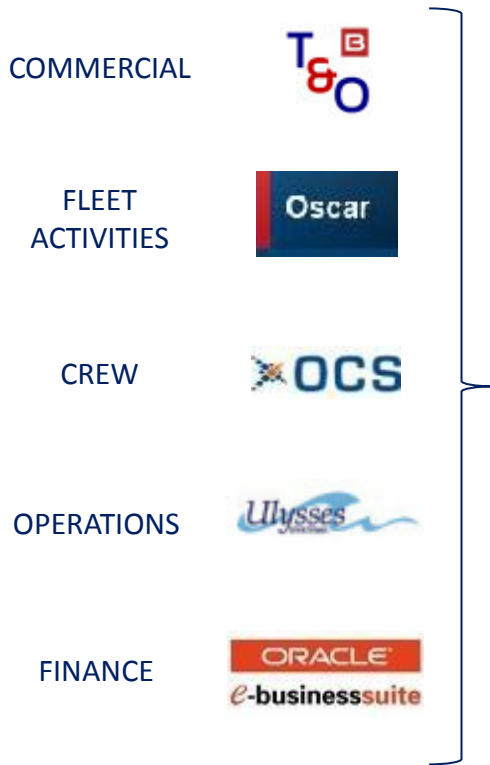 COMMERCIAL
T&O
B
FLEET
ACTIVITIES
Oscar
CREW
OCS
OPERATIONS
Ulysses
FINANCE
ORACLE
e-businesssuite